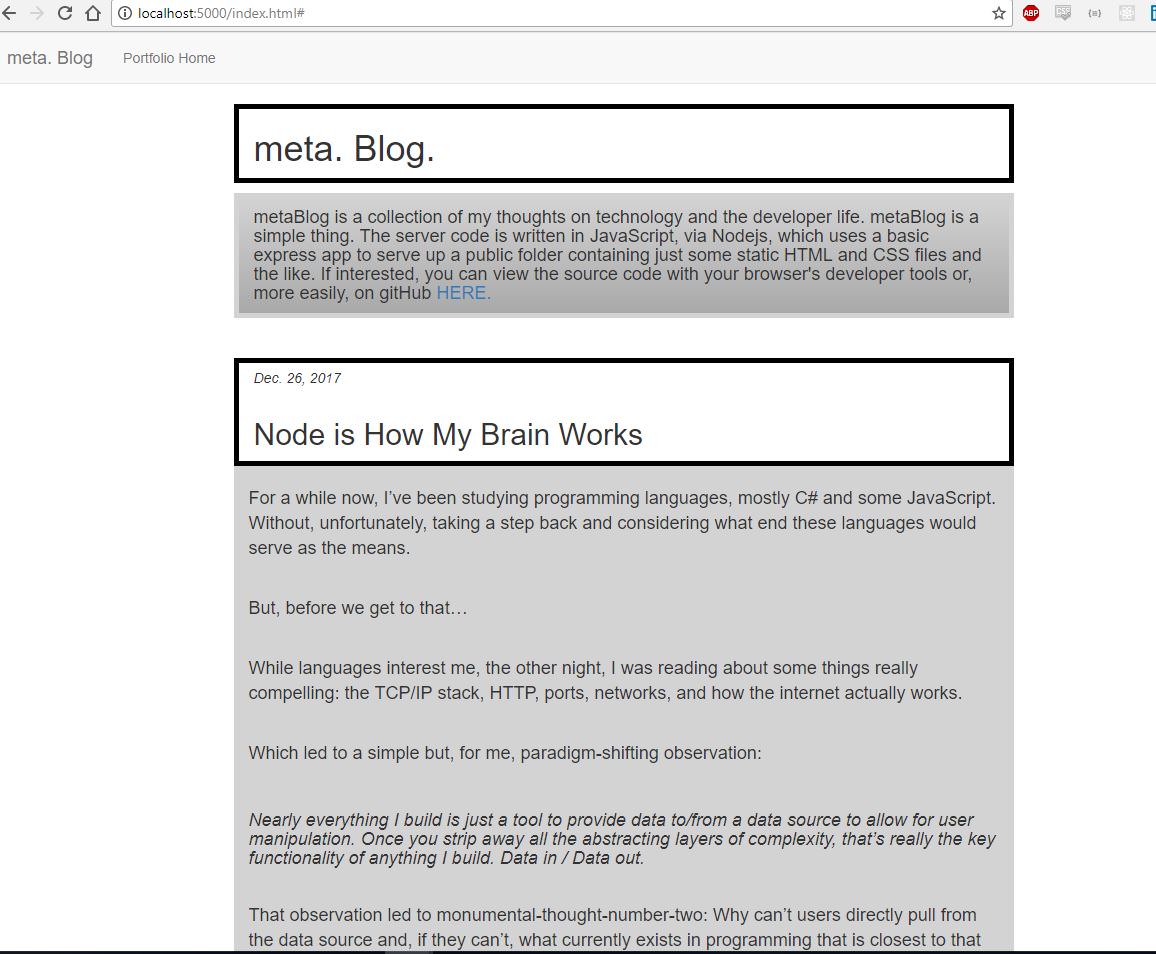 localhost:5000/index.html#
ABP
CSS
meta. Blog
Portfolio Home
meta. Blog.
metaBlog is a collection of my thoughts on technology and the developer life. metaBlog is a
simple thing. The server code is written in JavaScript, via Nodejs, which uses a basic
express app to serve up a public folder containing just some static HTML and CSS files and
the like. If interested, you can view the source code with your browser's developer tools or,
more easily, on gitHub HERE.
Dec. 26, 2017
Node is How My Brain Works
For a while now, I’ve been studying programming languages, mostly C# and some JavaScript.
Without, unfortunately, taking a step back and considering what end these languages would
serve as the means.
But, before we get to that…
While languages interest me, the other night, I was reading about some things really
compelling: the TCP/IP stack, HTTP, ports, networks, and how the internet actually works.
Which led to a simple but, for me, paradigm-shifting observation:
Nearly everything I build is just a tool to provide data to/from a data source to allow for user
manipulation. Once you strip away all the abstracting layers of complexity, that’s really the key
functionality of anything I build. Data in / Data out.
That observation led to monumental-thought-number-two: Why can’t users directly pull from
the data source and, if they can’t, what currently exists in programming that is closest to that